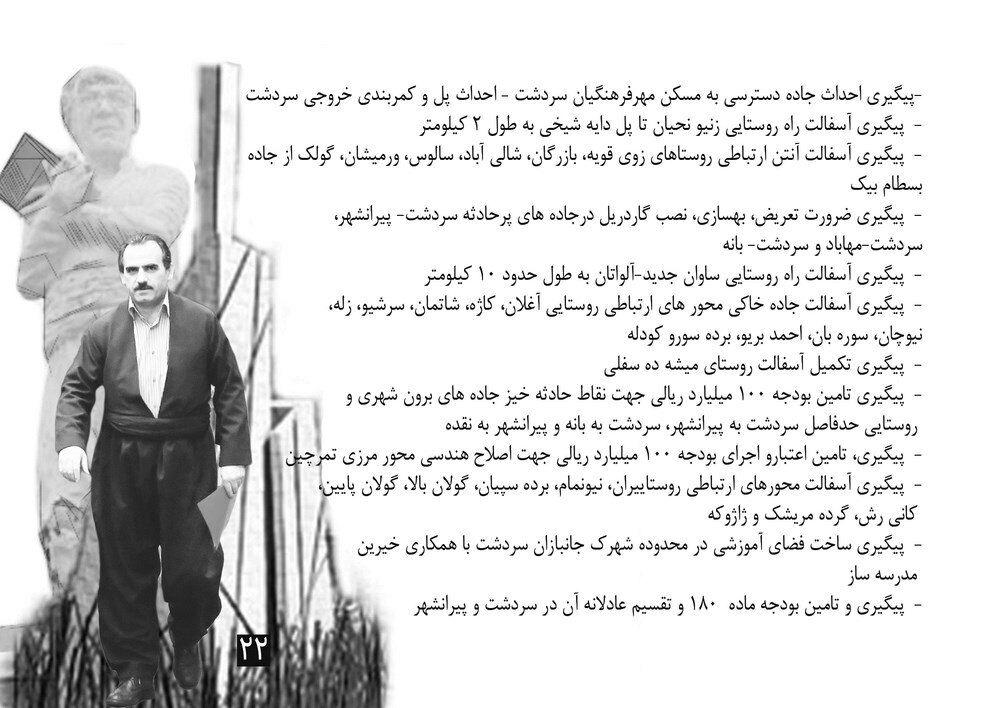 -پیگیری احداث جاده دسترسی به مسکن مهرفرهنگیان سردشت - احداث پل و کمربندی خروجی سردشت
- پیگیری آسفالت راه روستایی زنیو نحیان تا پل دایه شیخی به طول ۲ کیلومتر
- پیگیری آسفالت آنتن ارتباطی روستاهای زوی قویه، بازرگان، شالی آباد، سالوس، ورمیشان، گولک از جاده
بسطام بیک
- پیگیری ضرورت تعریض، بهسازی، نصب گاردریل درجاده های پرحادثه سردشت- پیرانشهر،
سردشت-مهاباد و سردشت- بانه
- پیگیری آسفالت راه روستایی ساوان جدید-آلواتان به طول حدود ۱۰ کیلومتر
- پیگیری آسفالت جاده خاکی محور های ارتباطی روستایی آغلان، کاژه، شاتمان، سرشیو، زله،
نیوچان، سوره بان، احمد بریو، برده سورو کودله
- پیگیری تکمیل آسفالت روستای میشه ده سفلی
- پیگیری تامین بودجه ۱۰۰ میلیارد ریالی جهت نقاط حادثه خیز جاده های برون شهری و
روستایی حدفاصل سردشت به پیرانشهر، سردشت به بانه و پیرانشهر به نقده
- پیگیری، تامین اعتبارو اجرای بودجه ۱۰۰ میلیارد ریالی جهت اصلاح هندسی محور مرزی تمرچین
- پیگیری آسفالت محورهای ارتباطی روستاییران، نیونمام، برده سپیان، گولان بالا، گولان پایین،
کانی رش، گرده مریشک و ژاژوکه
- پیگیری ساخت فضای آموزشی در محدوده شهرک جانبازان سردشت با همکاری خیرین
مدرسه ساز
- پیگیری و تامین بودجه ماده ۱۸۰ و تقسیم عادلانه آن در سردشت و پیرانشهر
۲۲